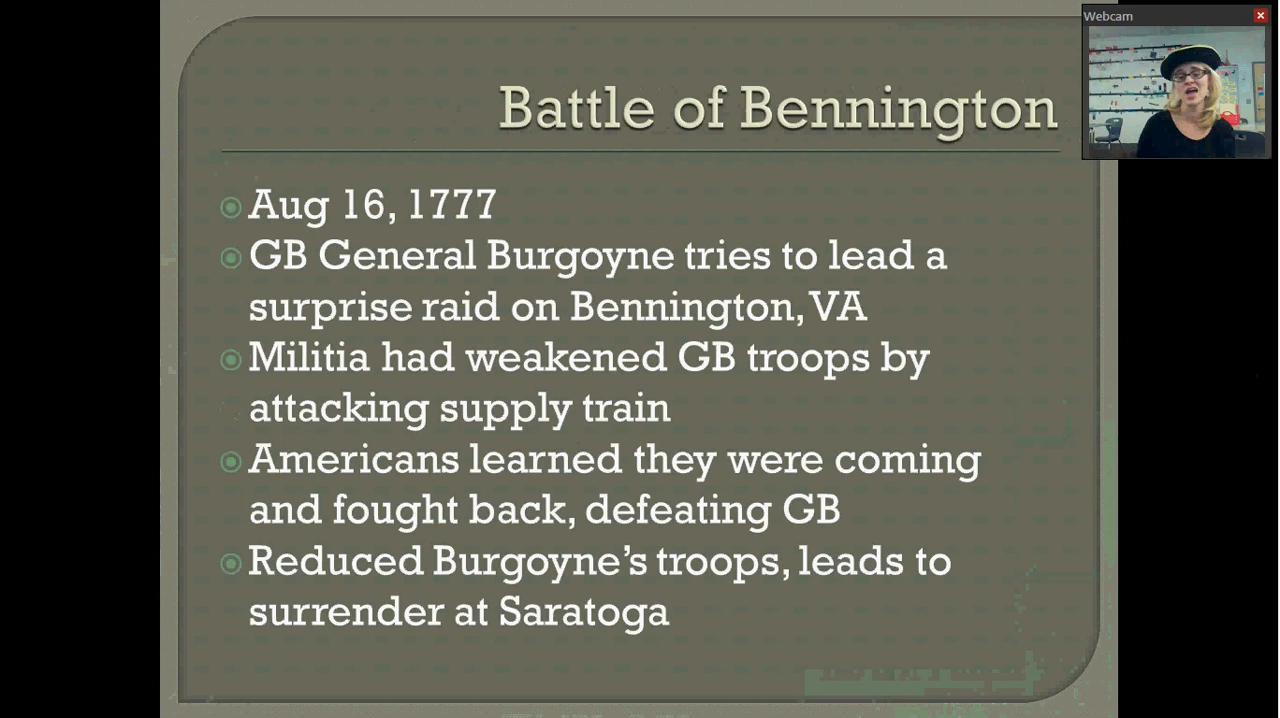 Webcam
Battle of Bennington
Aug 16, 1777
GB General Burgoyne tries to lead a
surprise raid on Bennington, VA
Militia had weakened GB troops by
attacking supply train
Americans learned they were coming
and fought back, defeating GB
Reduced Burgoyne's troops, leads to
surrender at Saratoga